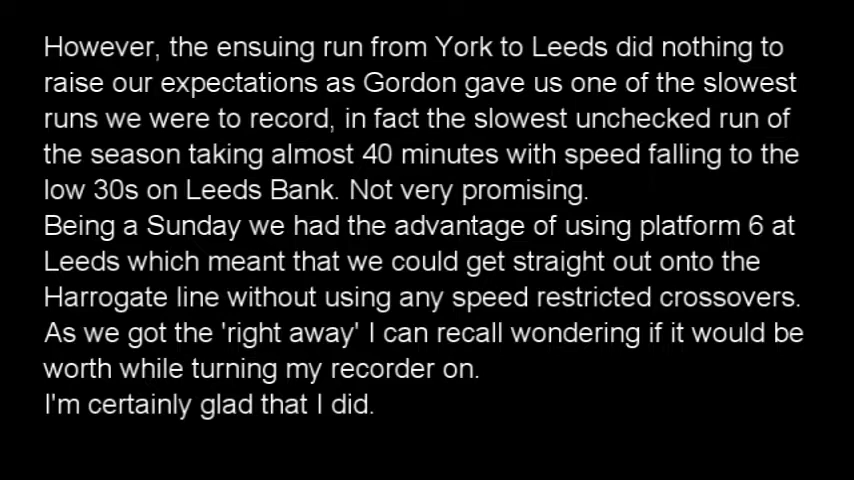 However, the ensuing run from York to Leeds did nothing to
raise our expectations as Gordon gave us one of the slowest
runs we were to record, in fact the slowest unchecked run of
the season taking almost 40 minutes with speed falling to the
low 30s on Leeds Bank. Not very promising.
Being a Sunday we had the advantage of using platform 6 at
Leeds which meant that we could get straight out onto the
Harrogate line without using any speed restricted crossovers.
As we got the 'right away' I can recall wondering if it would be
worth while turning my recorder on.
I'm certainly glad that I did.